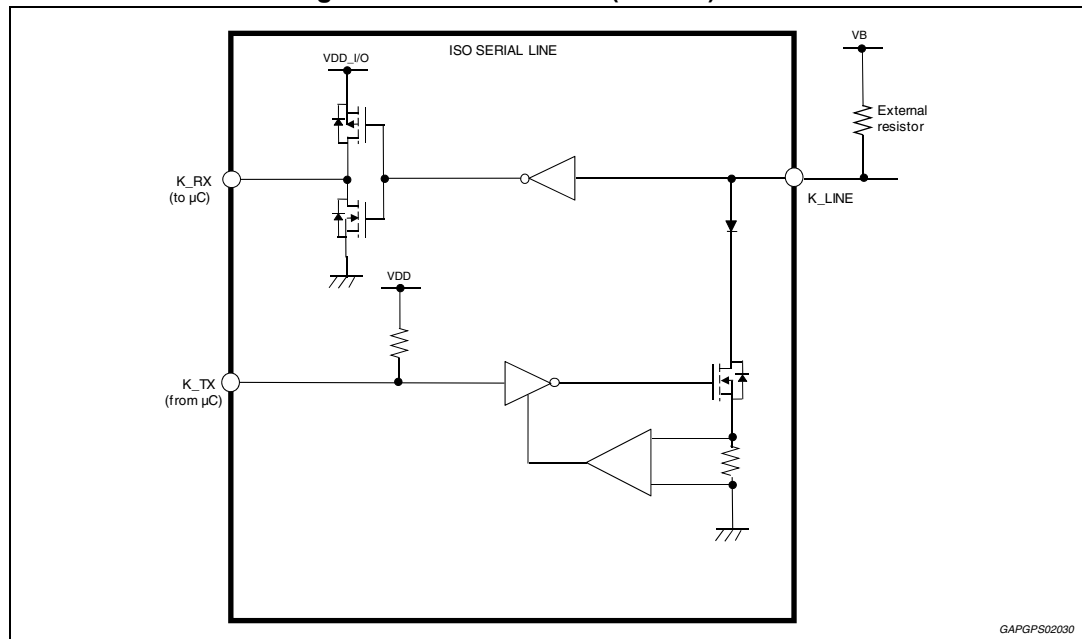 ISO SERIAL LINE
VB
VDD_I/O
External
resistor
K_RX
(to µC)
K_LINE
VDD
K_TX
(from µC)
GAPGPS02030